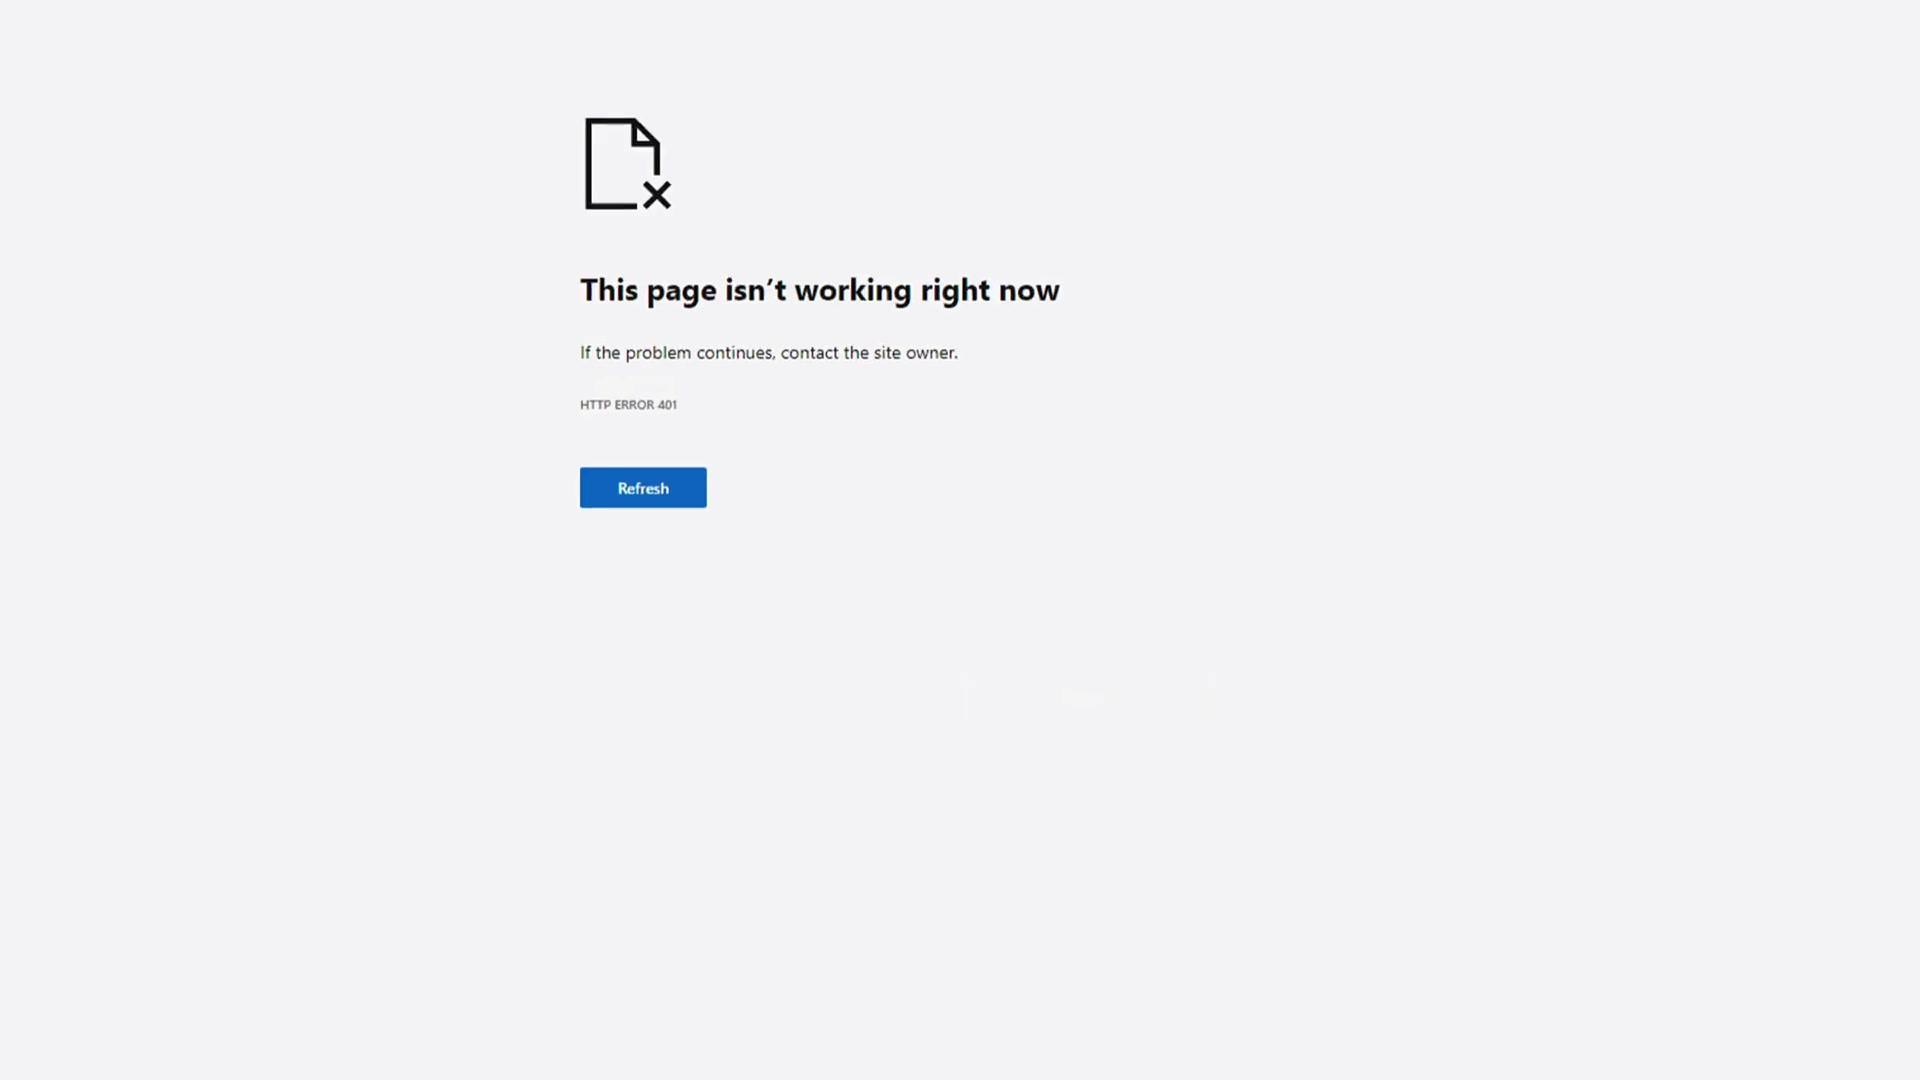 This page isn’t working right now
If the problem continues, contact the site owner.
HTTP ERROR 401
Refresh